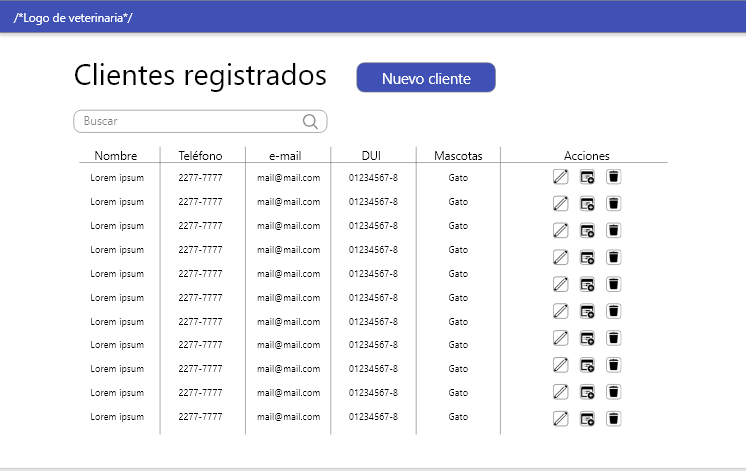 /*Logo de veterinaria*/
Clientes registrados Nuevo cliente
Buscar
Nombre Teléfono e-mail DUI Mascotas Acciones
Lorem ipsum 2277-7777 mail@mail.com 01234567-8 Gato
Lorem ipsum 2277-7777 mail@mail.com 01234567-8 Gato
Lorem ipsum 2277-7777 mail@mail.com 01234567-8 Gato
Lorem ipsum 2277-7777 mail@mail.com 01234567-8 Gato
Lorem ipsum 2277-7777 mail@mail.com 01234567-8 Gato
Lorem ipsum 2277-7777 mail@mail.com 01234567-8 Gato
Lorem ipsum 2277-7777 mail@mail.com 01234567-8 Gato
Lorem ipsum 2277-7777 mail@mail.com 01234567-8 Gato
Lorem ipsum 2277-7777 mail@mail.com 01234567-8 Gato
Lorem ipsum 2277-7777 mail@mail.com 01234567-8 Gato
Lorem ipsum 2277-7777 mail@mail.com 01234567-8 Gato